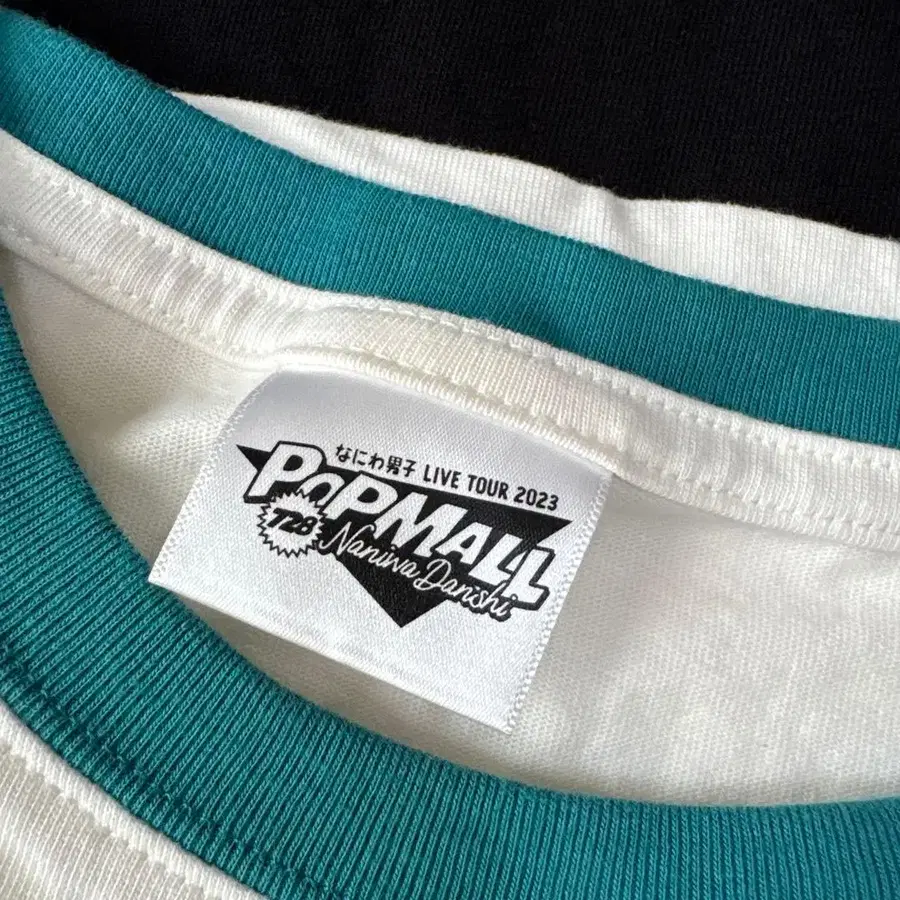 なにわ男子 LIVE TOUR 2023
POPMALL
728
Naniwa Danshi